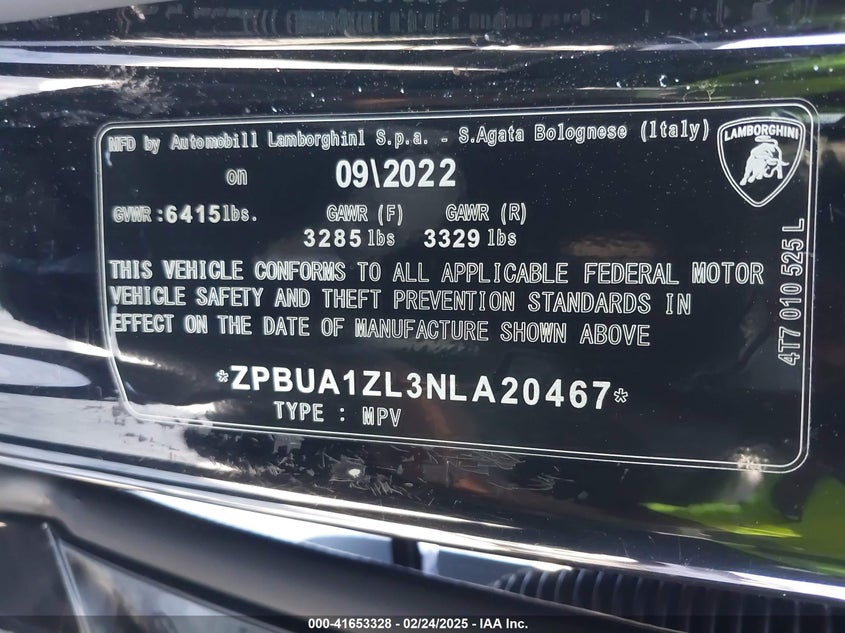 MFD by Automobili Lamborghini S.p.a. - S.Agata Bolognese (Italy)
on 09\2022
GVWR :6415lbs. GAWR (F) GAWR (R)
3285 lbs 3329 lbs
THIS VEHICLE CONFORMS TO ALL APPLICABLE FEDERAL MOTOR
VEHICLE SAFETY AND THEFT PREVENTION STANDARDS IN
EFFECT ON THE DATE OF MANUFACTURE SHOWN ABOVE
*ZPBUA1ZL3NLA20467*
TYPE : MPV
LAMBORGHINI
4T7 010 525 L
000-41653328 - 02/24/2025 - IAA Inc.